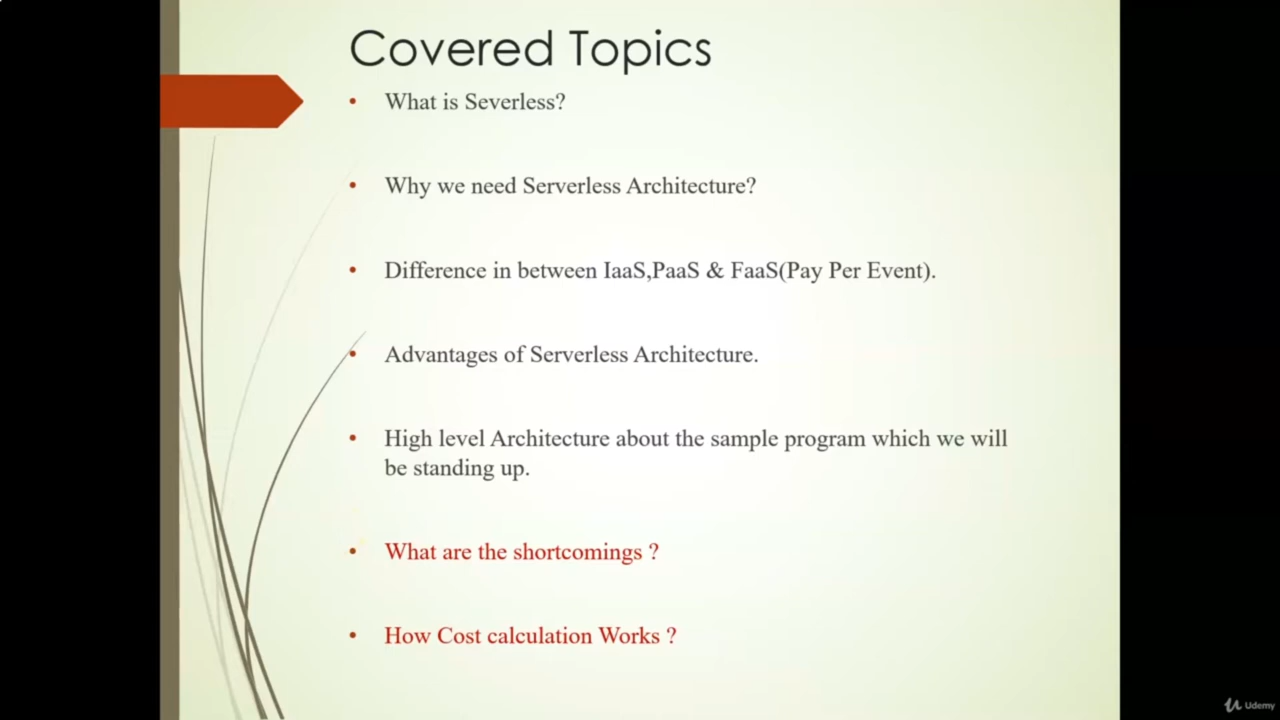 Covered Topics
• What is Severless?
• Why we need Serverless Architecture?
• Difference in between IaaS,PaaS & FaaS(Pay Per Event).
• Advantages of Serverless Architecture.
• High level Architecture about the sample program which we will
be standing up.
• What are the shortcomings ?
• How Cost calculation Works ?
Udemy